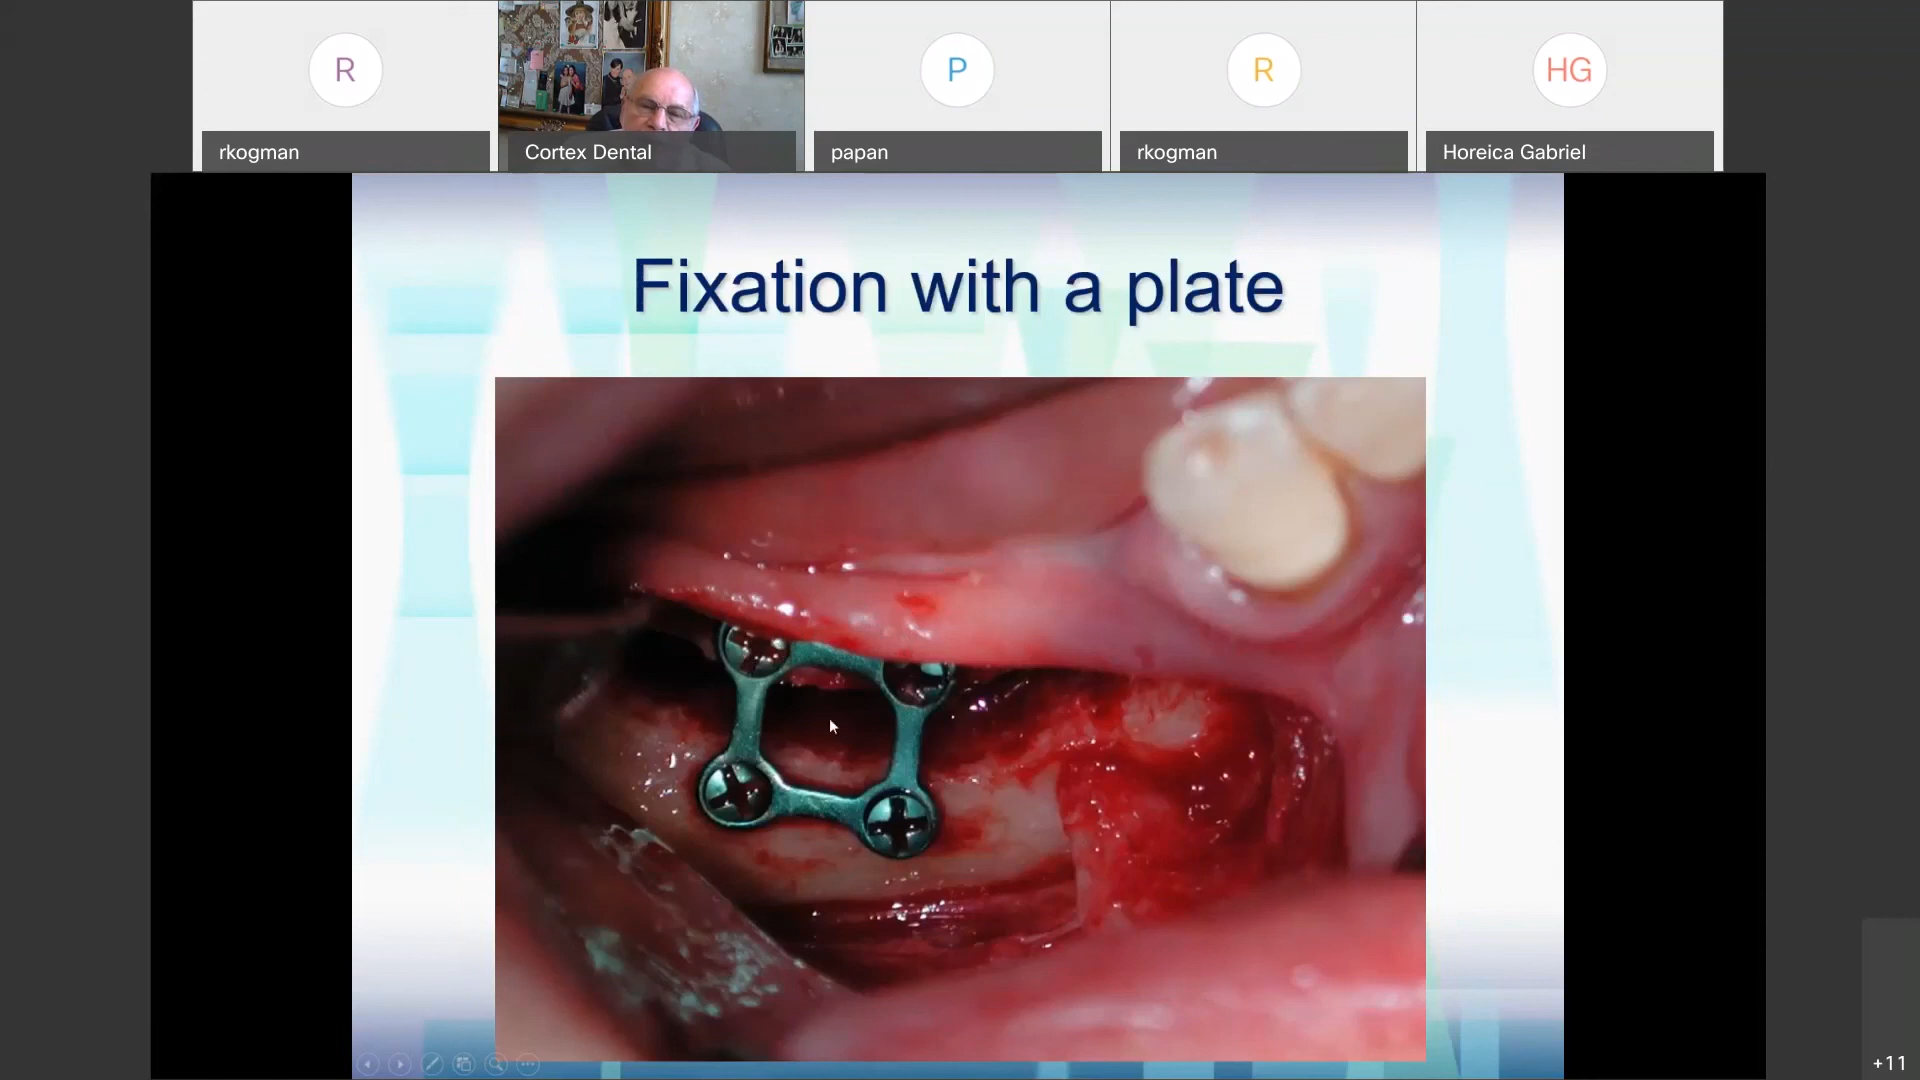 R
P
R
HG
rkogman
Cortex Dental
papan
rkogman
Horeica Gabriel
Fixation with a plate
+11